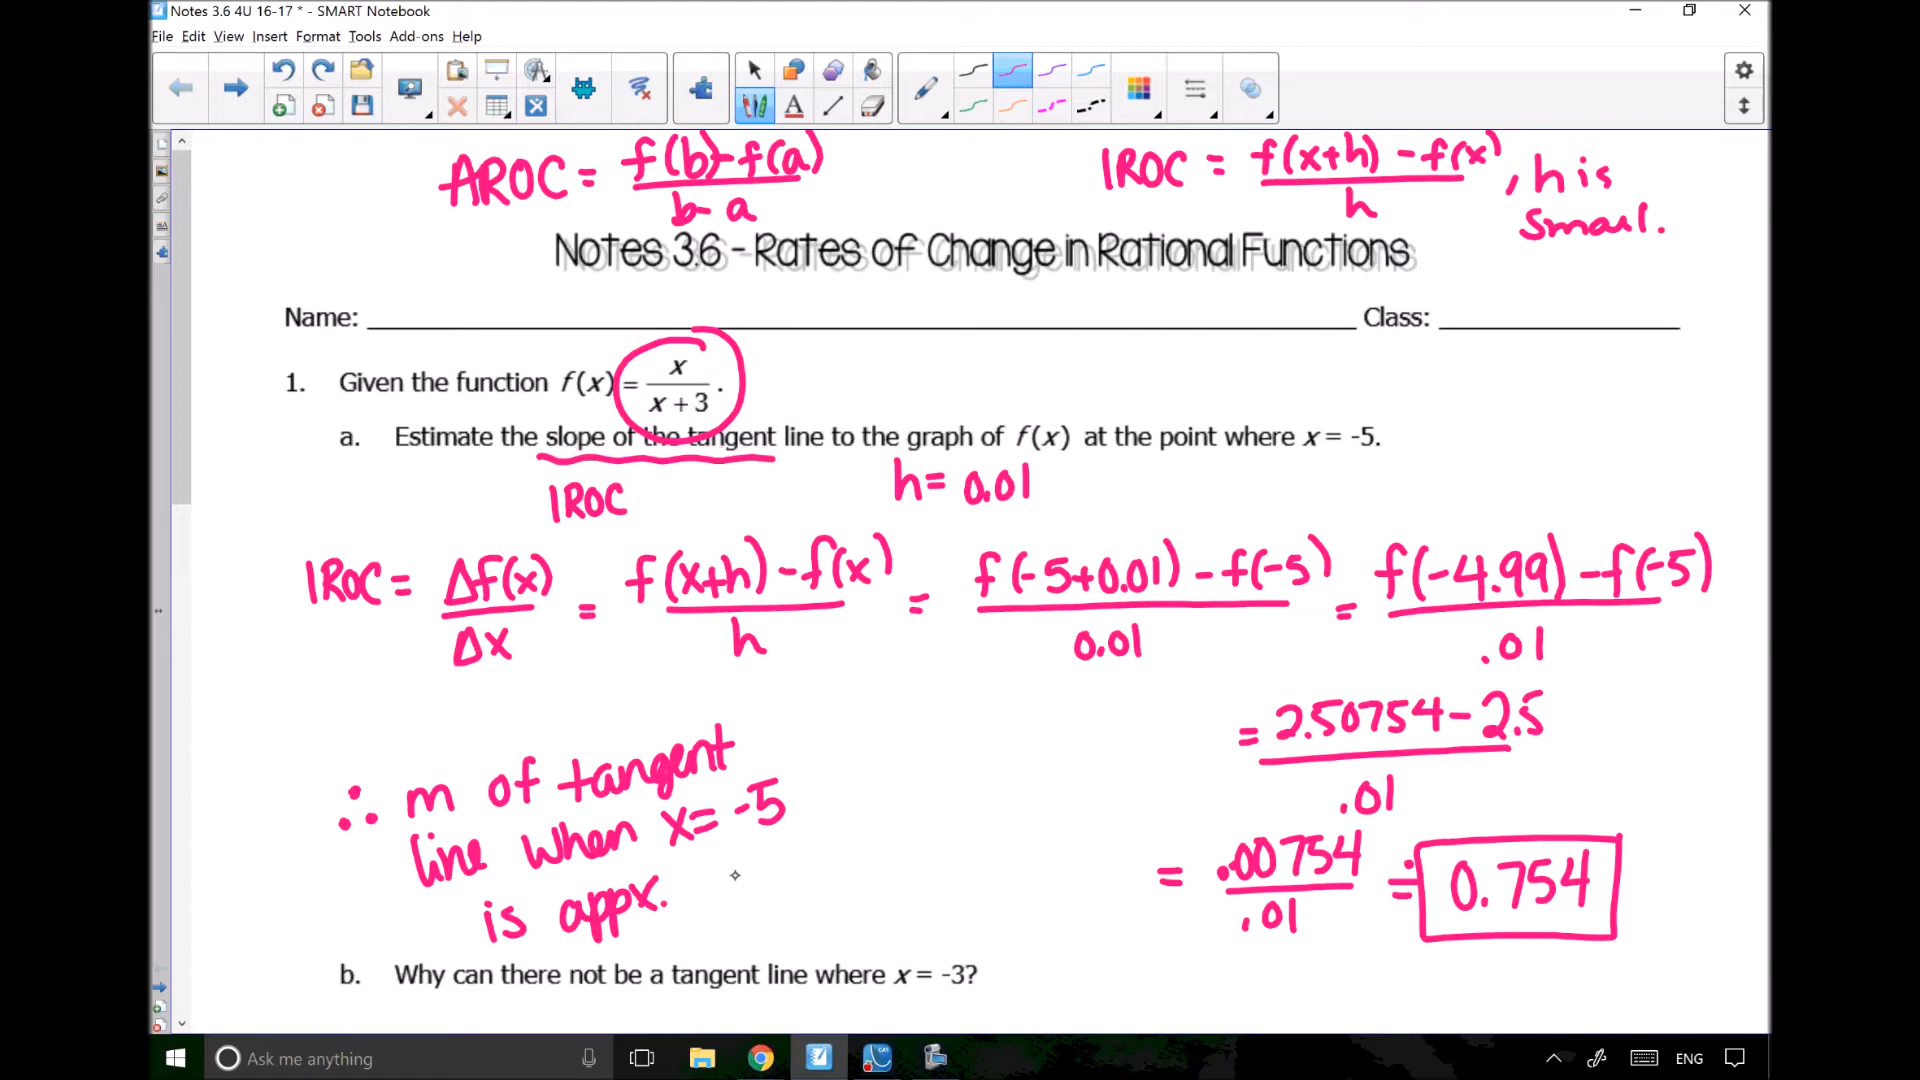 Notes 3.6 4U 16-17 * - SMART Notebook
File Edit View Insert Format Tools Add-ons Help
AROC = f(b)-f(a) / b-a
IROC = f(x+h)-f(x) / h , h is small.
Notes 3.6 - Rates of Change in Rational Functions
Name: Class:
1. Given the function f(x) = x / x + 3 .
a. Estimate the slope of the tangent line to the graph of f(x) at the point where x = -5.
IROC h = 0.01
IROC = Δf(x) / Δx = f(x+h)-f(x) / h = f(-5+0.01)-f(-5) / 0.01 = f(-4.99)-f(-5) / .01
= 2.50754-2.5 / .01
= .00754 / .01 ≐ 0.754
∴ m of tangent
line when x = -5
is appx.
b. Why can there not be a tangent line where x = -3?
Ask me anything
ENG